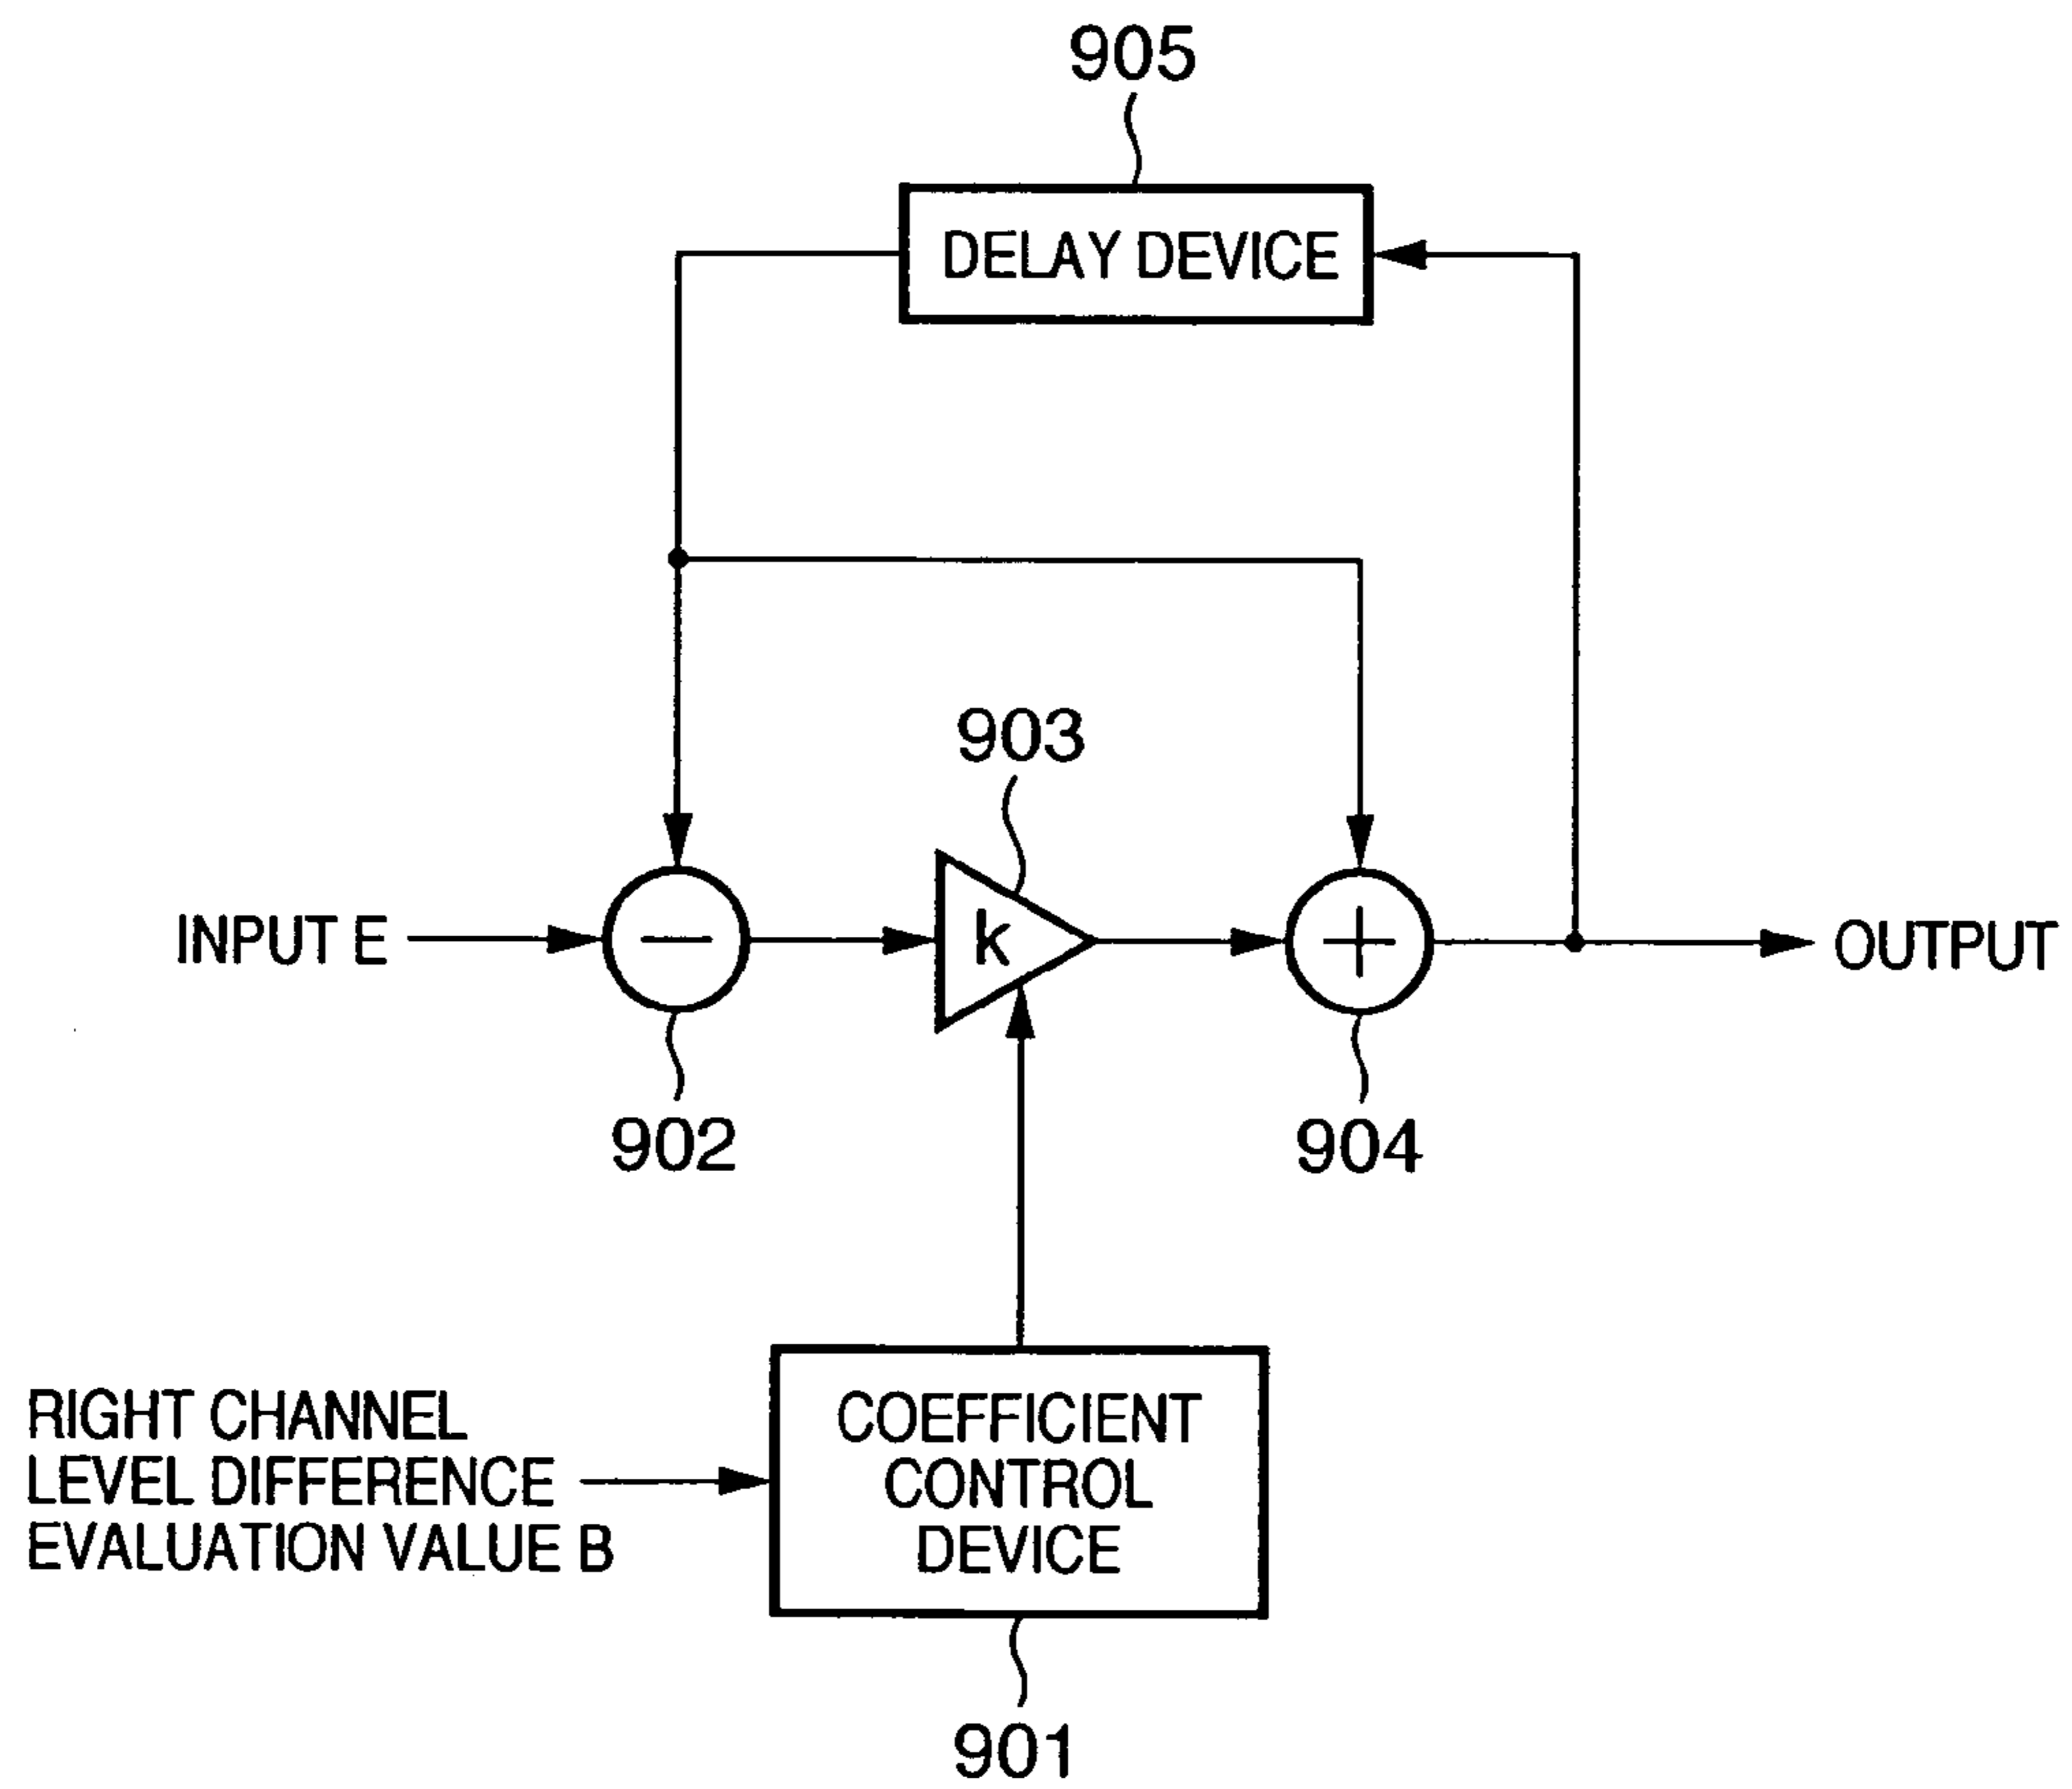 905
DELAY DEVICE
903
INPUT E
−
k
+
OUTPUT
902
904
RIGHT CHANNEL
LEVEL DIFFERENCE
EVALUATION VALUE B
COEFFICIENT
CONTROL
DEVICE
901